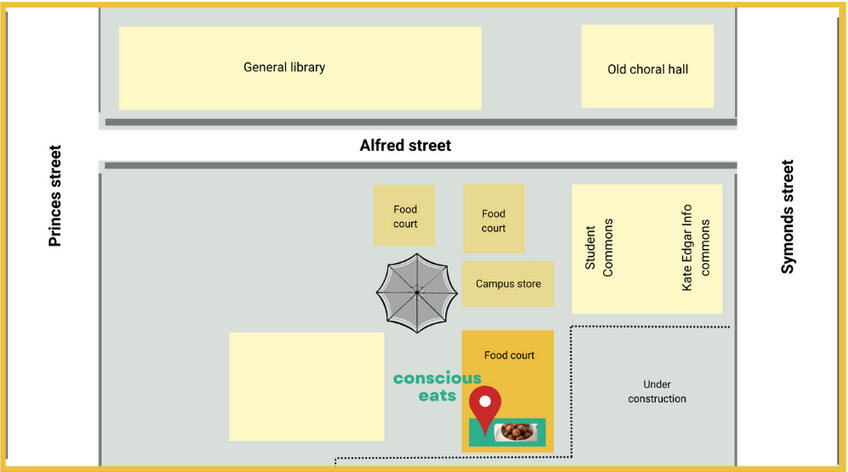 General library
Old choral hall
Alfred street
Princes street
Symonds street
Food
court
Food
court
Student
Commons
Kate Edgar Info
commons
Campus store
Food court
conscious
eats
Under
construction